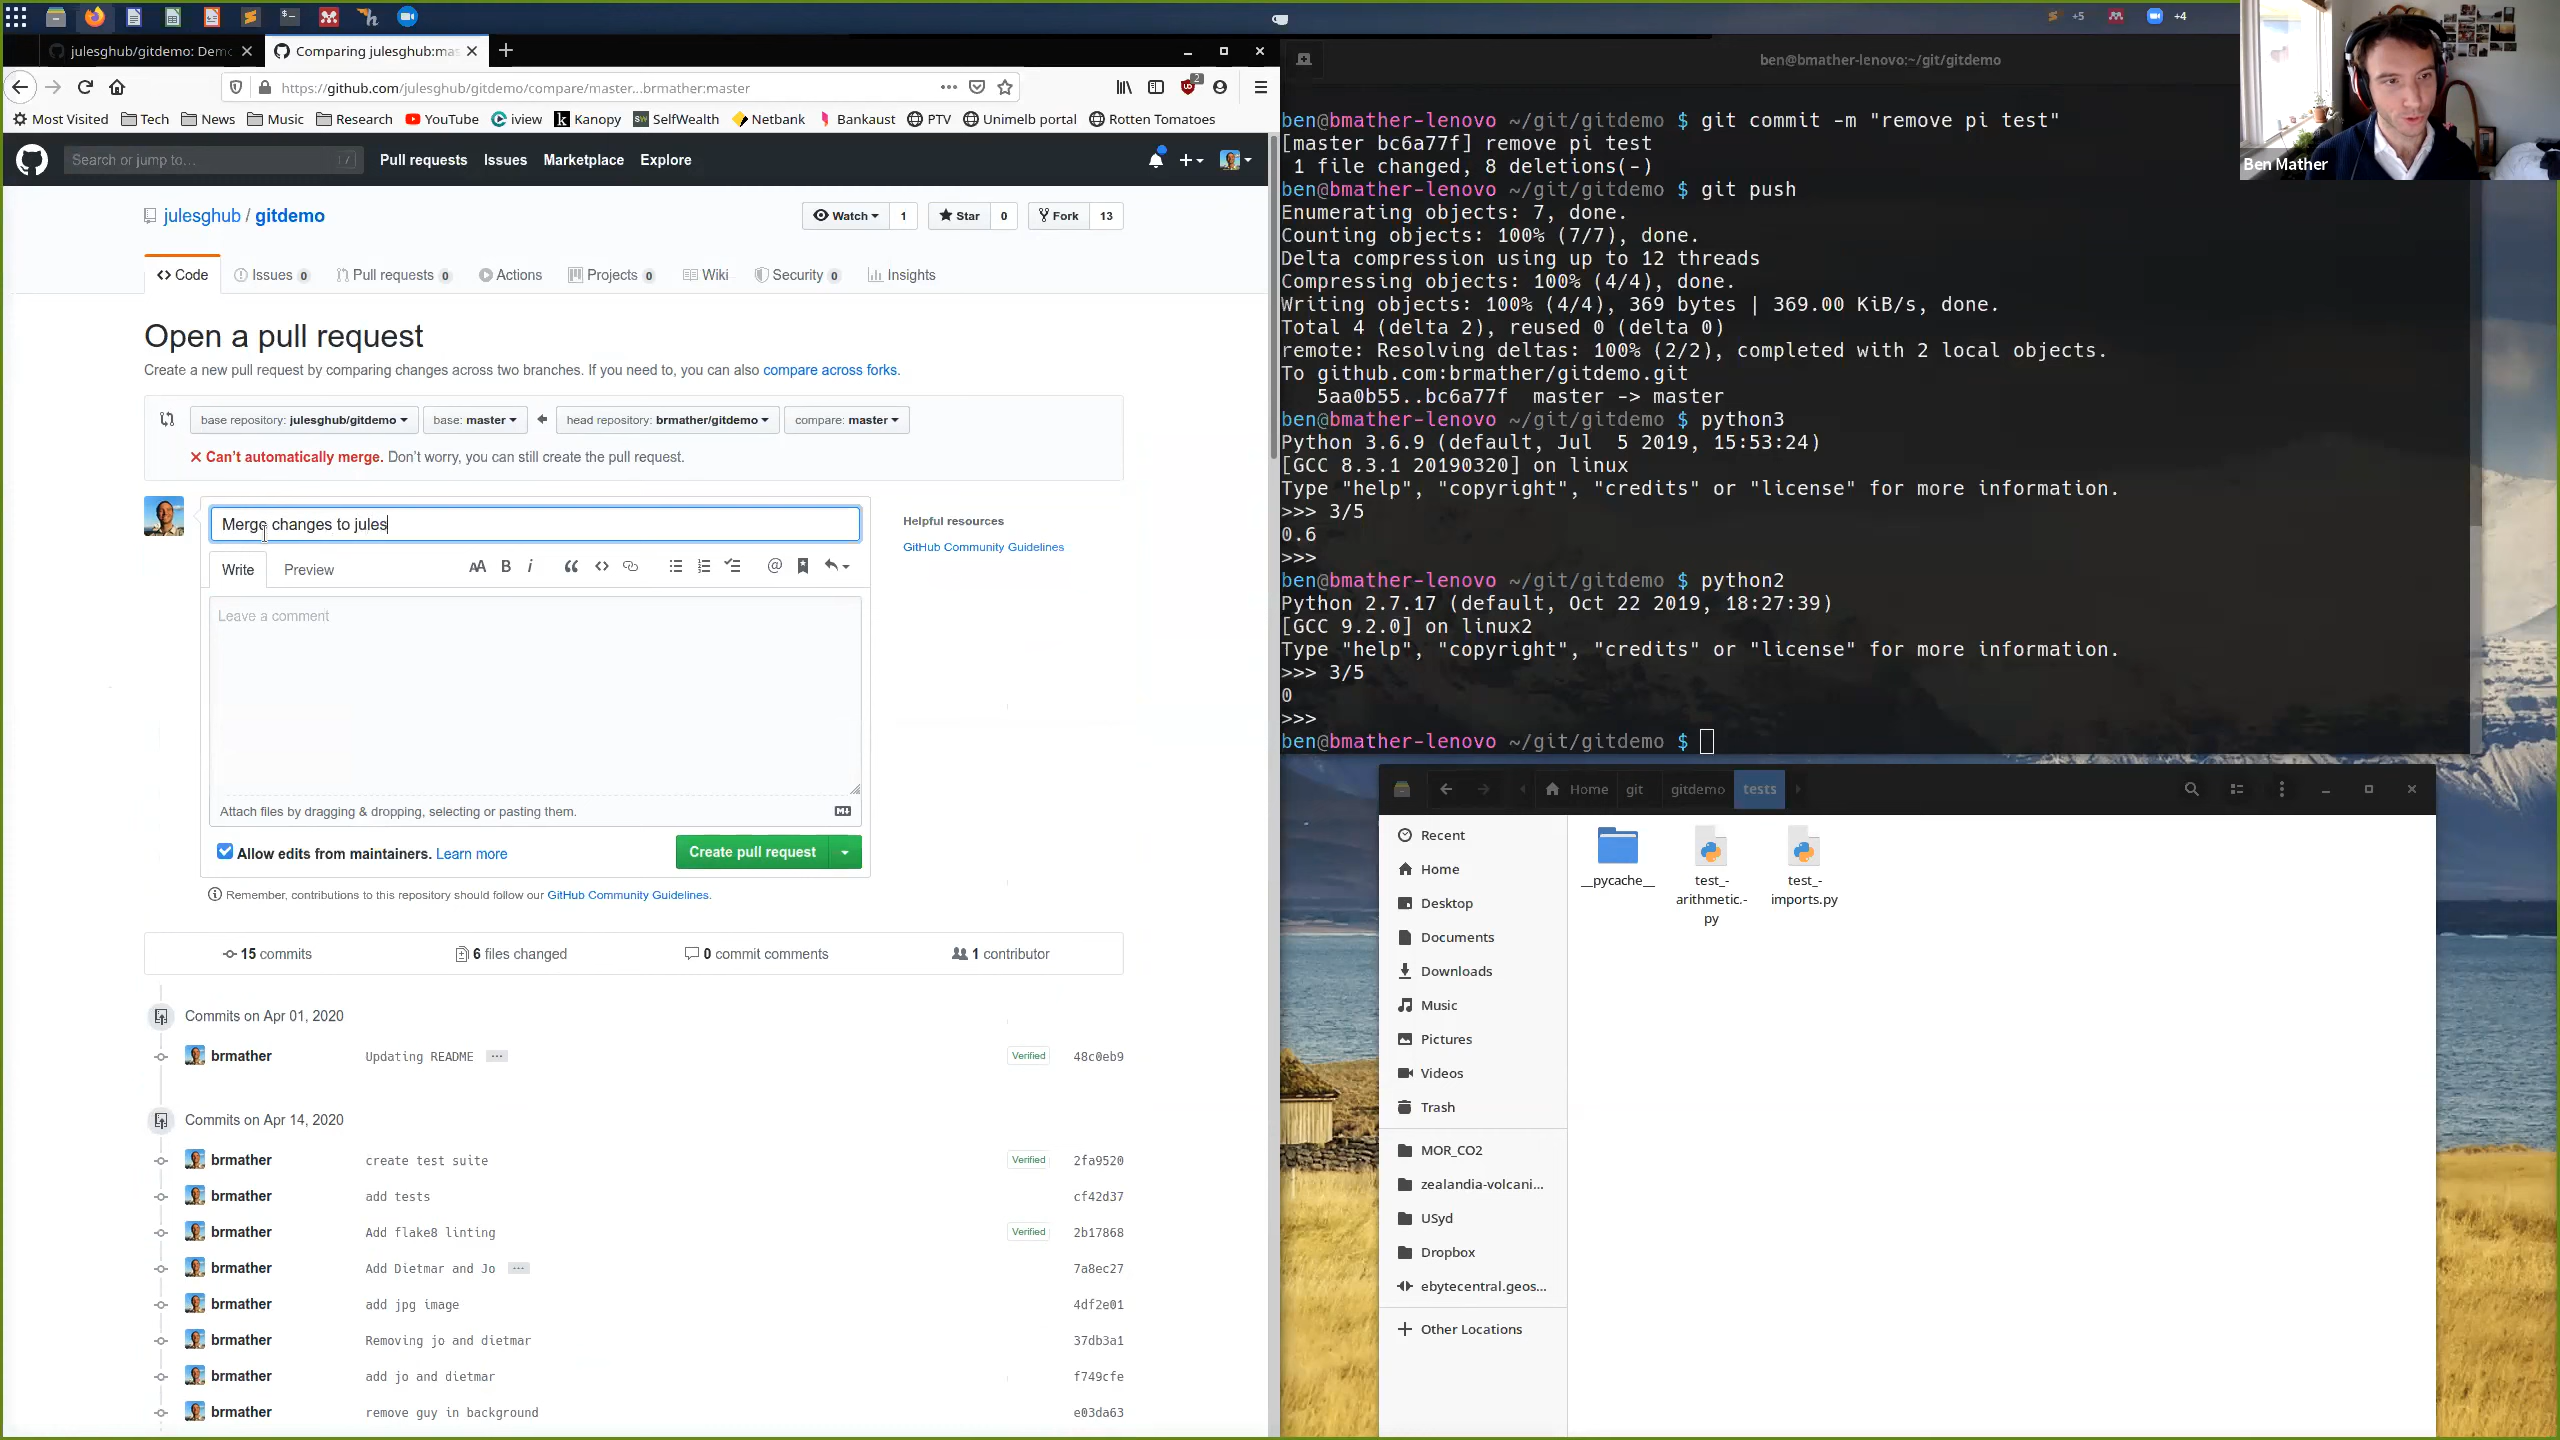 +5
+4
julesghub/gitdemo: Dem
Comparing julesghub:mas
https://github.com/julesghub/gitdemo/compare/master...brmather:master
2
Most Visited
Tech
News
Music
Research
YouTube
iview
Kanopy
SelfWealth
Netbank
Bankaust
PTV
Unimelb portal
Rotten Tomatoes
Search or jump to...
/
Pull requests
Issues
Marketplace
Explore
julesghub / gitdemo
Watch 1
Star 0
Fork 13
Code
Issues 0
Pull requests 0
Actions
Projects 0
Wiki
Security 0
Insights
Open a pull request
Create a new pull request by comparing changes across two branches. If you need to, you can also compare across forks.
base repository: julesghub/gitdemo
base: master
head repository: brmather/gitdemo
compare: master
Can't automatically merge. Don't worry, you can still create the pull request.
Merge changes to jules
Helpful resources
GitHub Community Guidelines
Write
Preview
AA B i
Leave a comment
Attach files by dragging & dropping, selecting or pasting them.
Allow edits from maintainers. Learn more
Create pull request
Remember, contributions to this repository should follow our GitHub Community Guidelines.
15 commits
6 files changed
0 commit comments
1 contributor
Commits on Apr 01, 2020
brmather Updating README ... Verified 48c0eb9
Commits on Apr 14, 2020
brmather create test suite Verified 2fa9520
brmather add tests cf42d37
brmather Add flake8 linting Verified 2b17868
brmather Add Dietmar and Jo ... 7a8ec27
brmather add jpg image 4df2e01
brmather Removing jo and dietmar 37db3a1
brmather add jo and dietmar f749cfe
brmather remove guy in background e03da63
ben@bmather-lenovo:~/git/gitdemo
ben@bmather-lenovo ~/git/gitdemo $ git commit -m "remove pi test"
[master bc6a77f] remove pi test
1 file changed, 8 deletions(-)
ben@bmather-lenovo ~/git/gitdemo $ git push
Enumerating objects: 7, done.
Counting objects: 100% (7/7), done.
Delta compression using up to 12 threads
Compressing objects: 100% (4/4), done.
Writing objects: 100% (4/4), 369 bytes | 369.00 KiB/s, done.
Total 4 (delta 2), reused 0 (delta 0)
remote: Resolving deltas: 100% (2/2), completed with 2 local objects.
To github.com:brmather/gitdemo.git
5aa0b55..bc6a77f master -> master
ben@bmather-lenovo ~/git/gitdemo $ python3
Python 3.6.9 (default, Jul 5 2019, 15:53:24)
[GCC 8.3.1 20190320] on linux
Type "help", "copyright", "credits" or "license" for more information.
>>> 3/5
0.6
>>>
ben@bmather-lenovo ~/git/gitdemo $ python2
Python 2.7.17 (default, Oct 22 2019, 18:27:39)
[GCC 9.2.0] on linux2
Type "help", "copyright", "credits" or "license" for more information.
>>> 3/5
0
>>>
ben@bmather-lenovo ~/git/gitdemo $
Ben Mather
Home
git
gitdemo
tests
Recent
Home
Desktop
Documents
Downloads
Music
Pictures
Videos
Trash
MOR_CO2
zealandia-volcani...
USyd
Dropbox
ebytecentral.geos...
Other Locations
__pycache__
test_-
arithmetic.-
py
test_-
imports.py